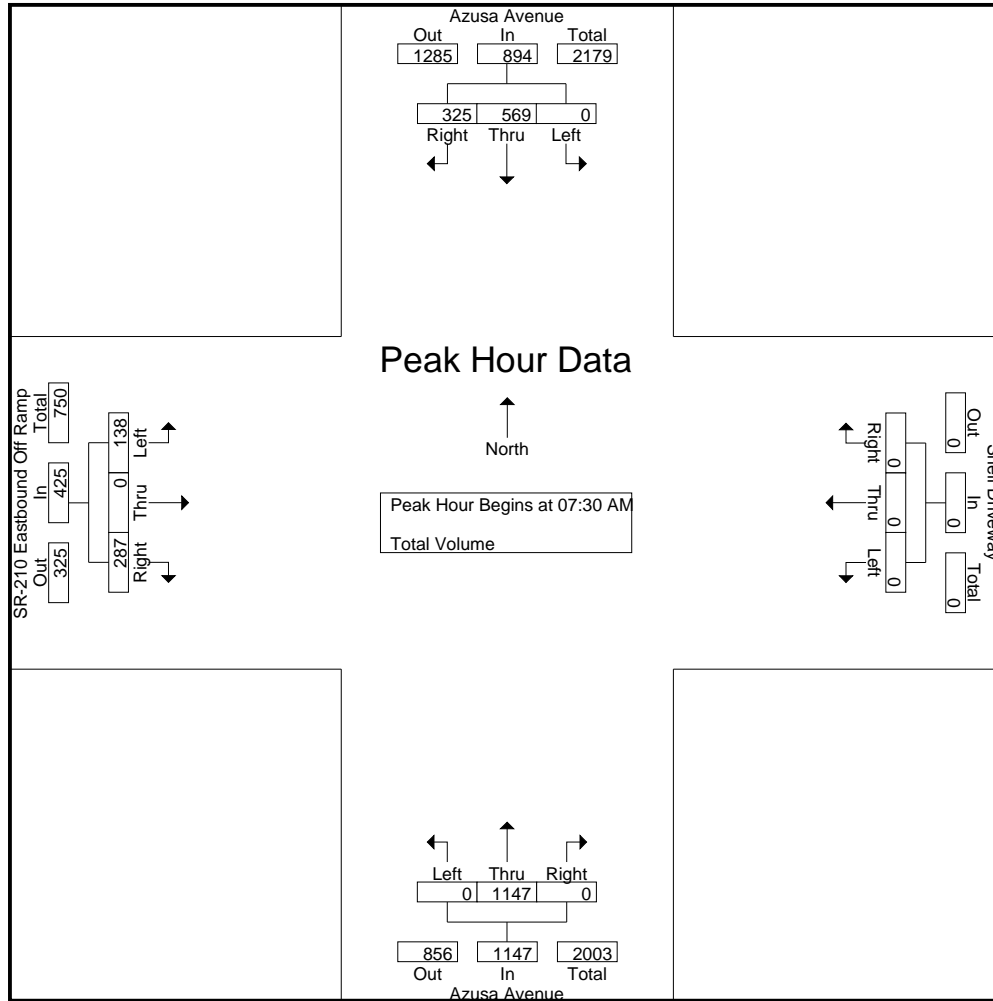 Azusa Avenue
Out In Total
1285 894 2179
325 569 0
Right Thru Left
Peak Hour Data
North
Peak Hour Begins at 07:30 AM
Total Volume
SR-210 Eastbound Off Ramp
Total In Out
750 425 325
138 0 287
Left Thru Right
Right Thru Left
0 0 0
Out In Total
0 0 0
Shell Driveway
Left Thru Right
0 1147 0
856 1147 2003
Out In Total
Azusa Avenue